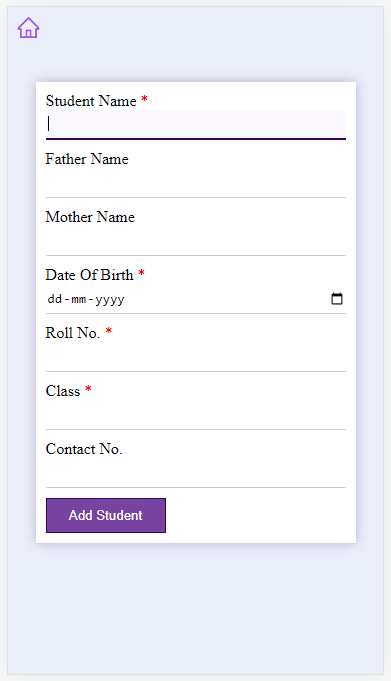 Student Name *
Father Name
Mother Name
Date Of Birth *
dd-mm-yyyy
Roll No. *
Class *
Contact No.
Add Student